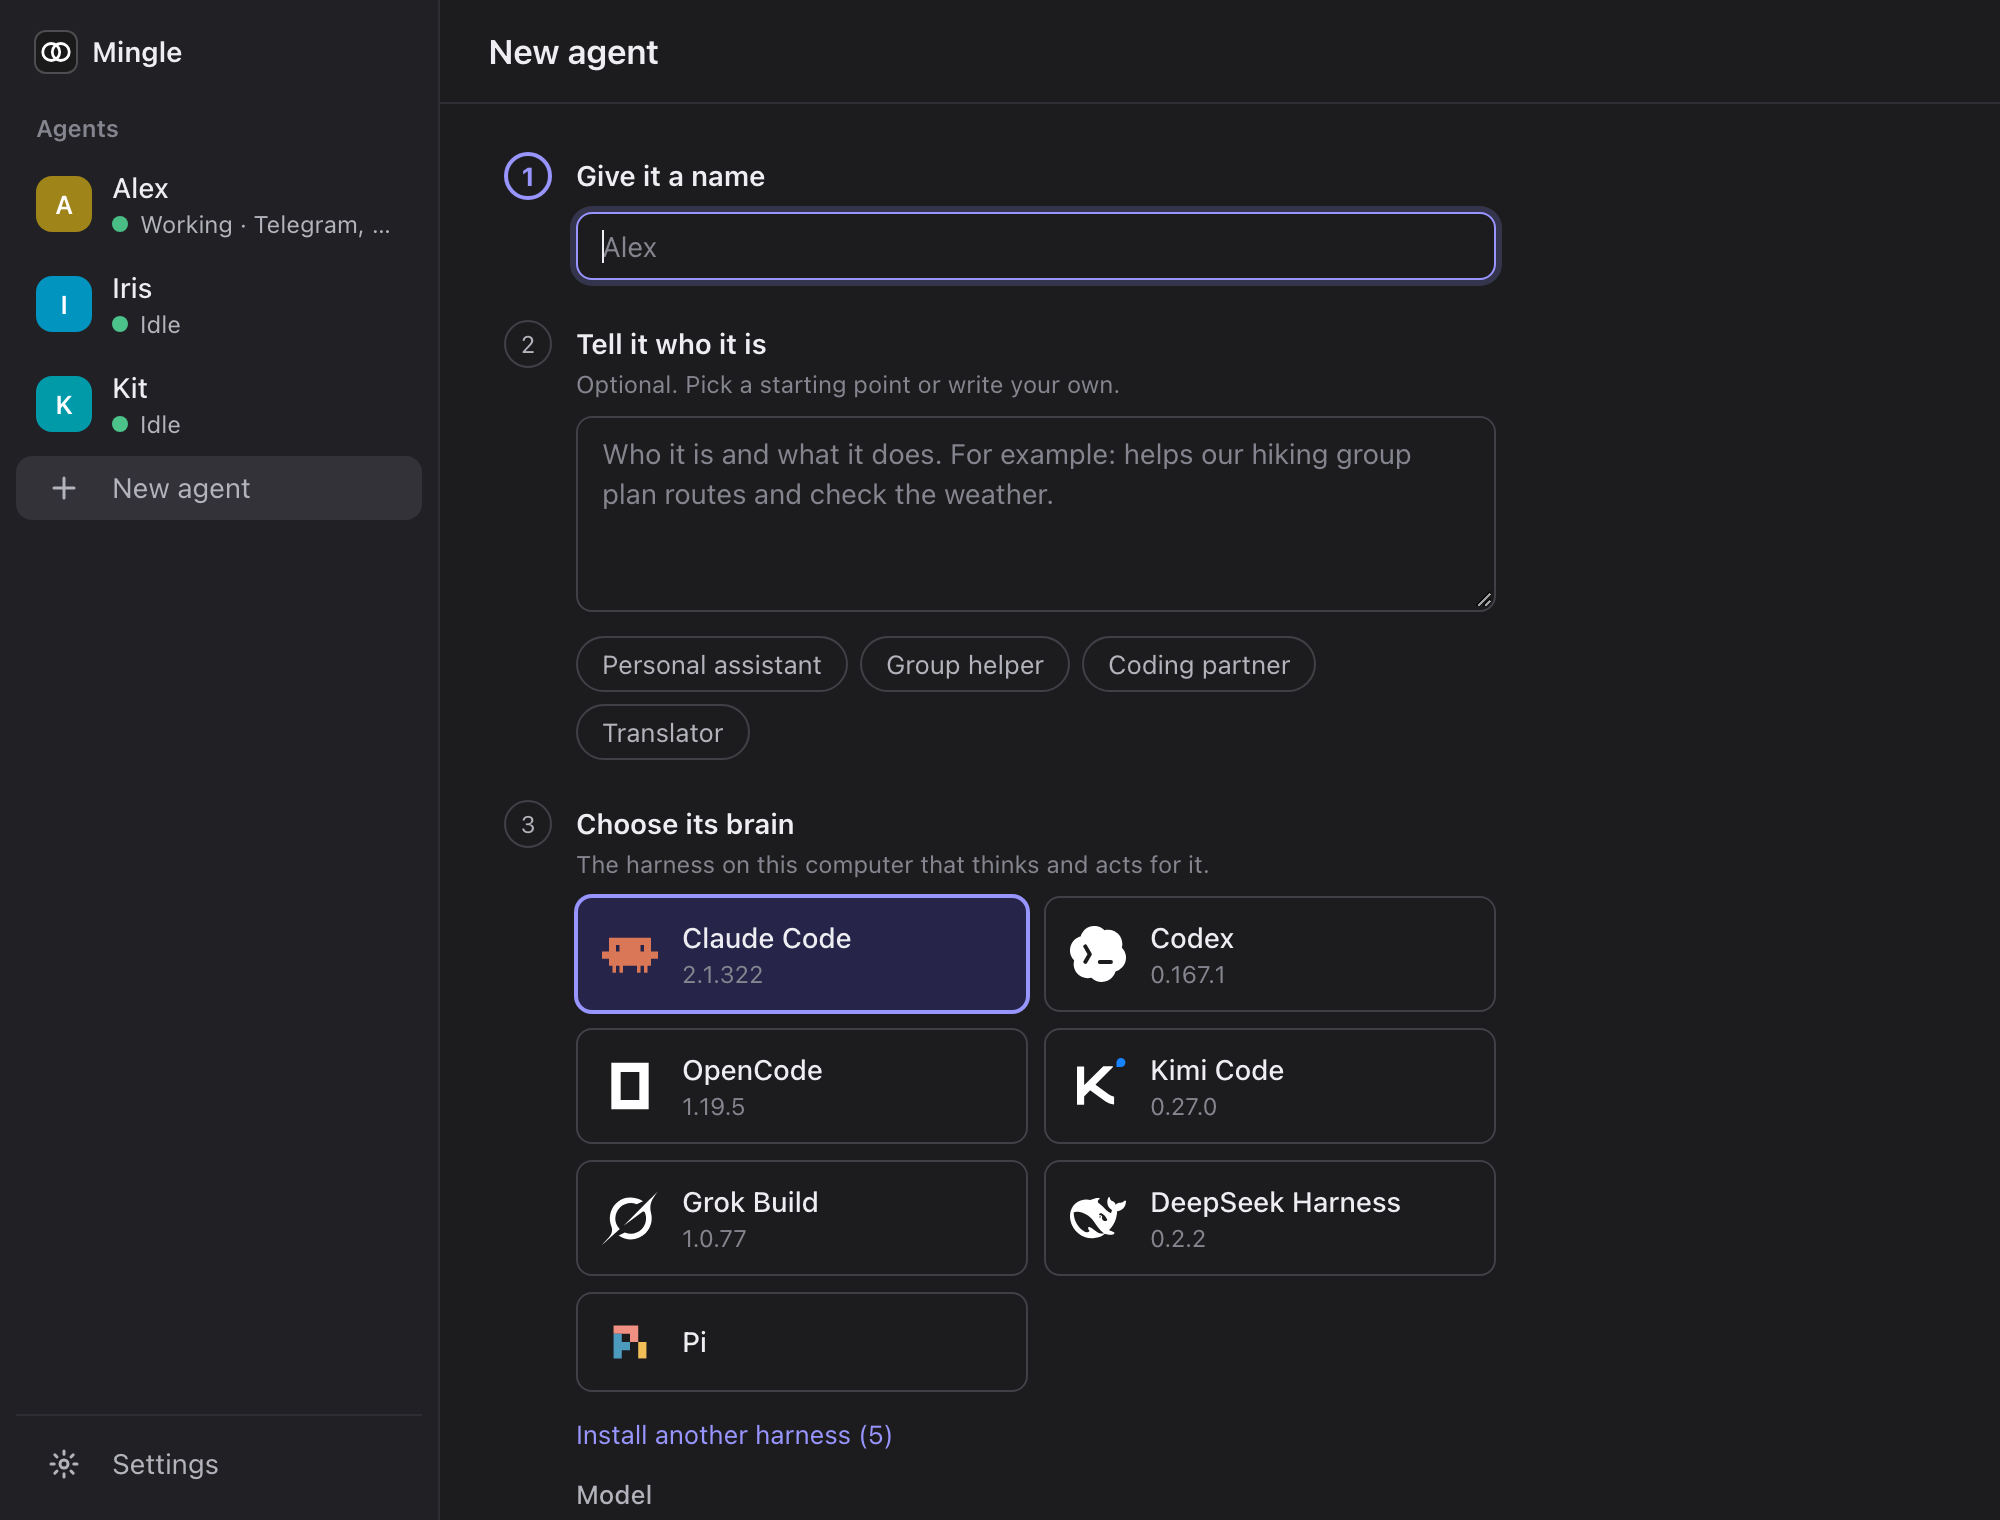 Mingle
Agents
A
Alex
Working · Telegram, ...
I
Iris
Idle
K
Kit
Idle
+ New agent
Settings
New agent
1
Give it a name
Alex
2
Tell it who it is
Optional. Pick a starting point or write your own.
Who it is and what it does. For example: helps our hiking group
plan routes and check the weather.
Personal assistant
Group helper
Coding partner
Translator
3
Choose its brain
The harness on this computer that thinks and acts for it.
Claude Code
2.1.322
Codex
0.167.1
OpenCode
1.19.5
Kimi Code
0.27.0
Grok Build
1.0.77
DeepSeek Harness
0.2.2
Pi
Install another harness (5)
Model